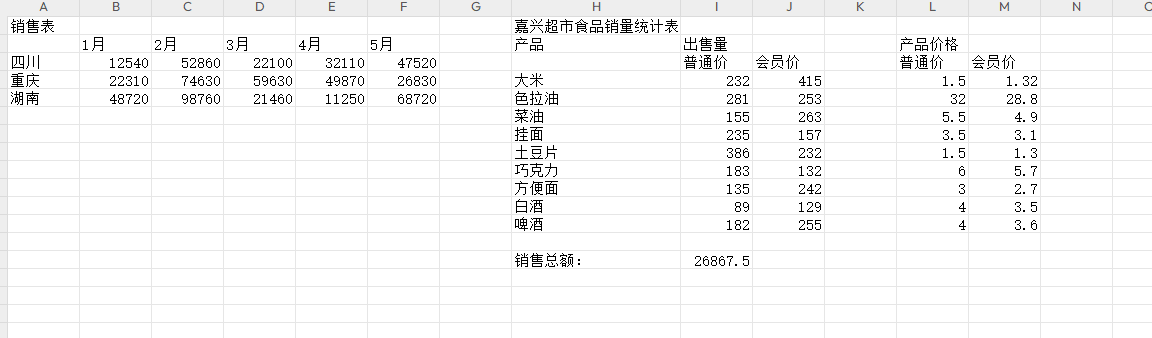 A B C D E F G H I J K L M N
销售表 嘉兴超市食品销量统计表
1月 2月 3月 4月 5月 产品 出售量 产品价格
四川 12540 52860 22100 32110 47520 普通价 会员价 普通价 会员价
重庆 22310 74630 59630 49870 26830 大米 232 415 1.5 1.32
湖南 48720 98760 21460 11250 68720 色拉油 281 253 32 28.8
菜油 155 263 5.5 4.9
挂面 235 157 3.5 3.1
土豆片 386 232 1.5 1.3
巧克力 183 132 6 5.7
方便面 135 242 3 2.7
白酒 89 129 4 3.5
啤酒 182 255 4 3.6
销售总额: 26867.5